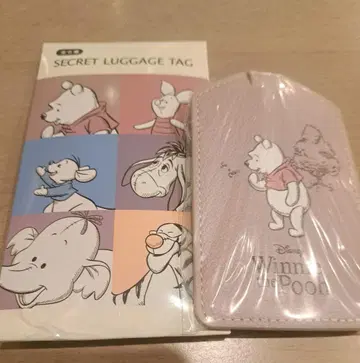 SECRET LUGGAGE TAG
Disney
Winnie
the Pooh